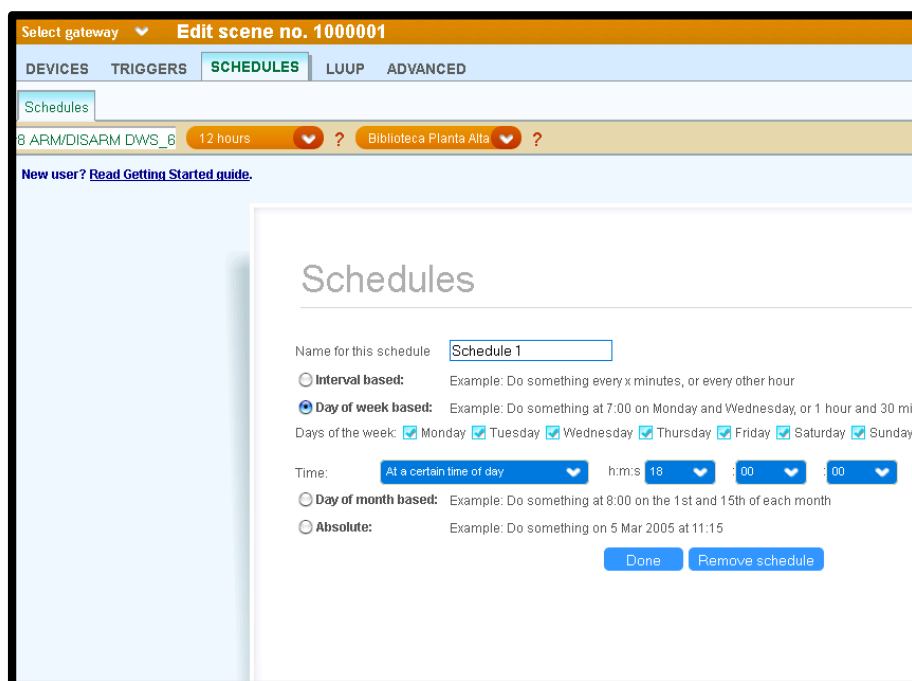 Select gateway Edit scene no. 1000001
DEVICES TRIGGERS SCHEDULES LUUP ADVANCED
Schedules
8 ARM/DISARM DWS_6 12 hours ? Biblioteca Planta Alta ?
New user? Read Getting Started guide.
Schedules
Name for this schedule Schedule 1
Interval based: Example: Do something every x minutes, or every other hour
Day of week based: Example: Do something at 7:00 on Monday and Wednesday, or 1 hour and 30 mi
Days of the week: Monday Tuesday Wednesday Thursday Friday Saturday Sunday
Time: At a certain time of day h:m:s 18 :00 :00
Day of month based: Example: Do something at 8:00 on the 1st and 15th of each month
Absolute: Example: Do something on 5 Mar 2005 at 11:15
Done Remove schedule